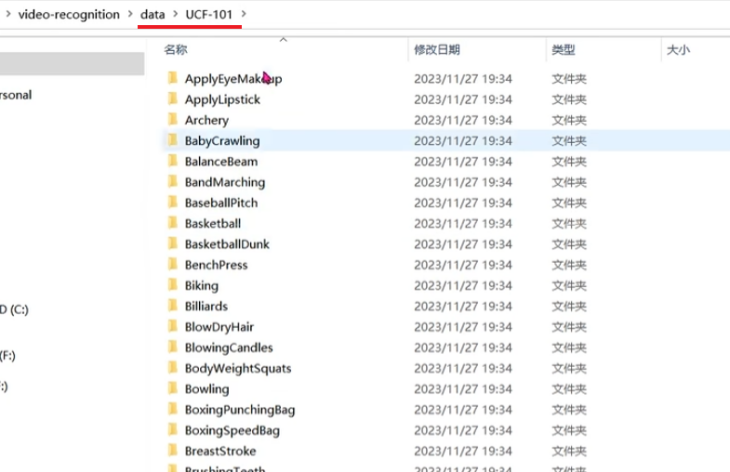 video-recognition > data > UCF-101 >
名称 修改日期 类型 大小
ApplyEyeMakeup 2023/11/27 19:34 文件夹
rsonal ApplyLipstick 2023/11/27 19:34 文件夹
Archery 2023/11/27 19:34 文件夹
BabyCrawling 2023/11/27 19:34 文件夹
BalanceBeam 2023/11/27 19:34 文件夹
BandMarching 2023/11/27 19:34 文件夹
BaseballPitch 2023/11/27 19:34 文件夹
Basketball 2023/11/27 19:34 文件夹
BasketballDunk 2023/11/27 19:34 文件夹
BenchPress 2023/11/27 19:34 文件夹
Biking 2023/11/27 19:34 文件夹
D (C:) Billiards 2023/11/27 19:34 文件夹
BlowDryHair 2023/11/27 19:34 文件夹
(F:) BlowingCandles 2023/11/27 19:34 文件夹
BodyWeightSquats 2023/11/27 19:34 文件夹
:) Bowling 2023/11/27 19:34 文件夹
BoxingPunchingBag 2023/11/27 19:34 文件夹
BoxingSpeedBag 2023/11/27 19:34 文件夹
BreastStroke 2023/11/27 19:34 文件夹
BrushingTeeth 2023/11/27 19:34 文件夹